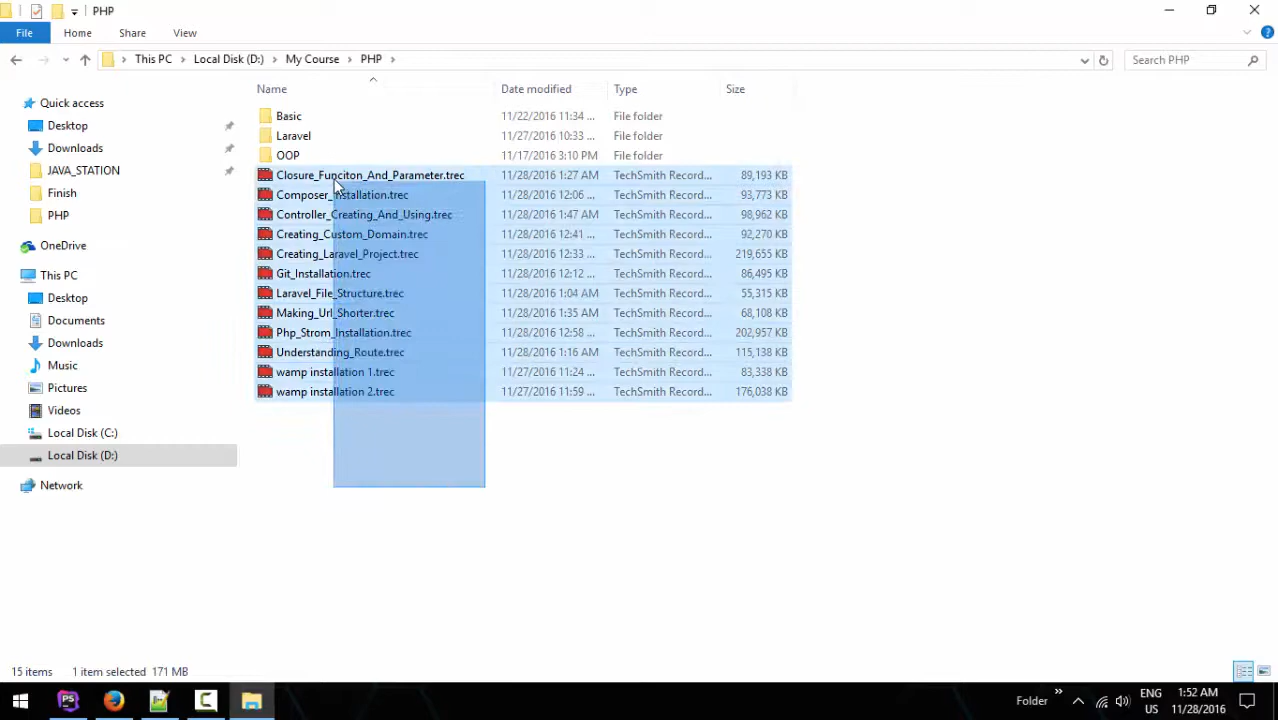 PHP
File Home Share View
This PC Local Disk (D:) My Course PHP Search PHP
Name Date modified Type Size
Quick access
Desktop
Downloads
JAVA_STATION
Finish
PHP
OneDrive
This PC
Desktop
Documents
Downloads
Music
Pictures
Videos
Local Disk (C:)
Local Disk (D:)
Network
Basic 11/22/2016 11:34 ... File folder
Laravel 11/27/2016 10:33 ... File folder
OOP 11/17/2016 3:10 PM File folder
Closure_Funciton_And_Parameter.trec 11/28/2016 1:27 AM TechSmith Record... 89,193 KB
Composer_Installation.trec 11/28/2016 12:06 ... TechSmith Record... 93,773 KB
Controller_Creating_And_Using.trec 11/28/2016 1:47 AM TechSmith Record... 98,962 KB
Creating_Custom_Domain.trec 11/28/2016 12:41 ... TechSmith Record... 92,270 KB
Creating_Laravel_Project.trec 11/28/2016 12:33 ... TechSmith Record... 219,655 KB
Git_Installation.trec 11/28/2016 12:12 ... TechSmith Record... 86,495 KB
Laravel_File_Structure.trec 11/28/2016 1:04 AM TechSmith Record... 55,315 KB
Making_Url_Shorter.trec 11/28/2016 1:35 AM TechSmith Record... 68,108 KB
Php_Strom_Installation.trec 11/28/2016 12:58 ... TechSmith Record... 202,957 KB
Understanding_Route.trec 11/28/2016 1:16 AM TechSmith Record... 115,138 KB
wamp installation 1.trec 11/27/2016 11:24 ... TechSmith Record... 83,338 KB
wamp installation 2.trec 11/27/2016 11:59 ... TechSmith Record... 176,038 KB
15 items 1 item selected 171 MB
PS Folder ENG 1:52 AM
US 11/28/2016